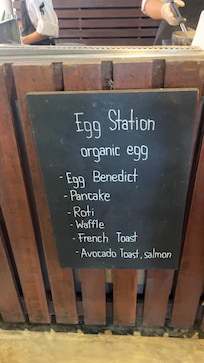 Egg Station
organic egg
- Egg Benedict
- Pancake
- Roti
- Waffle
- French Toast
- Avocado Toast, salmon